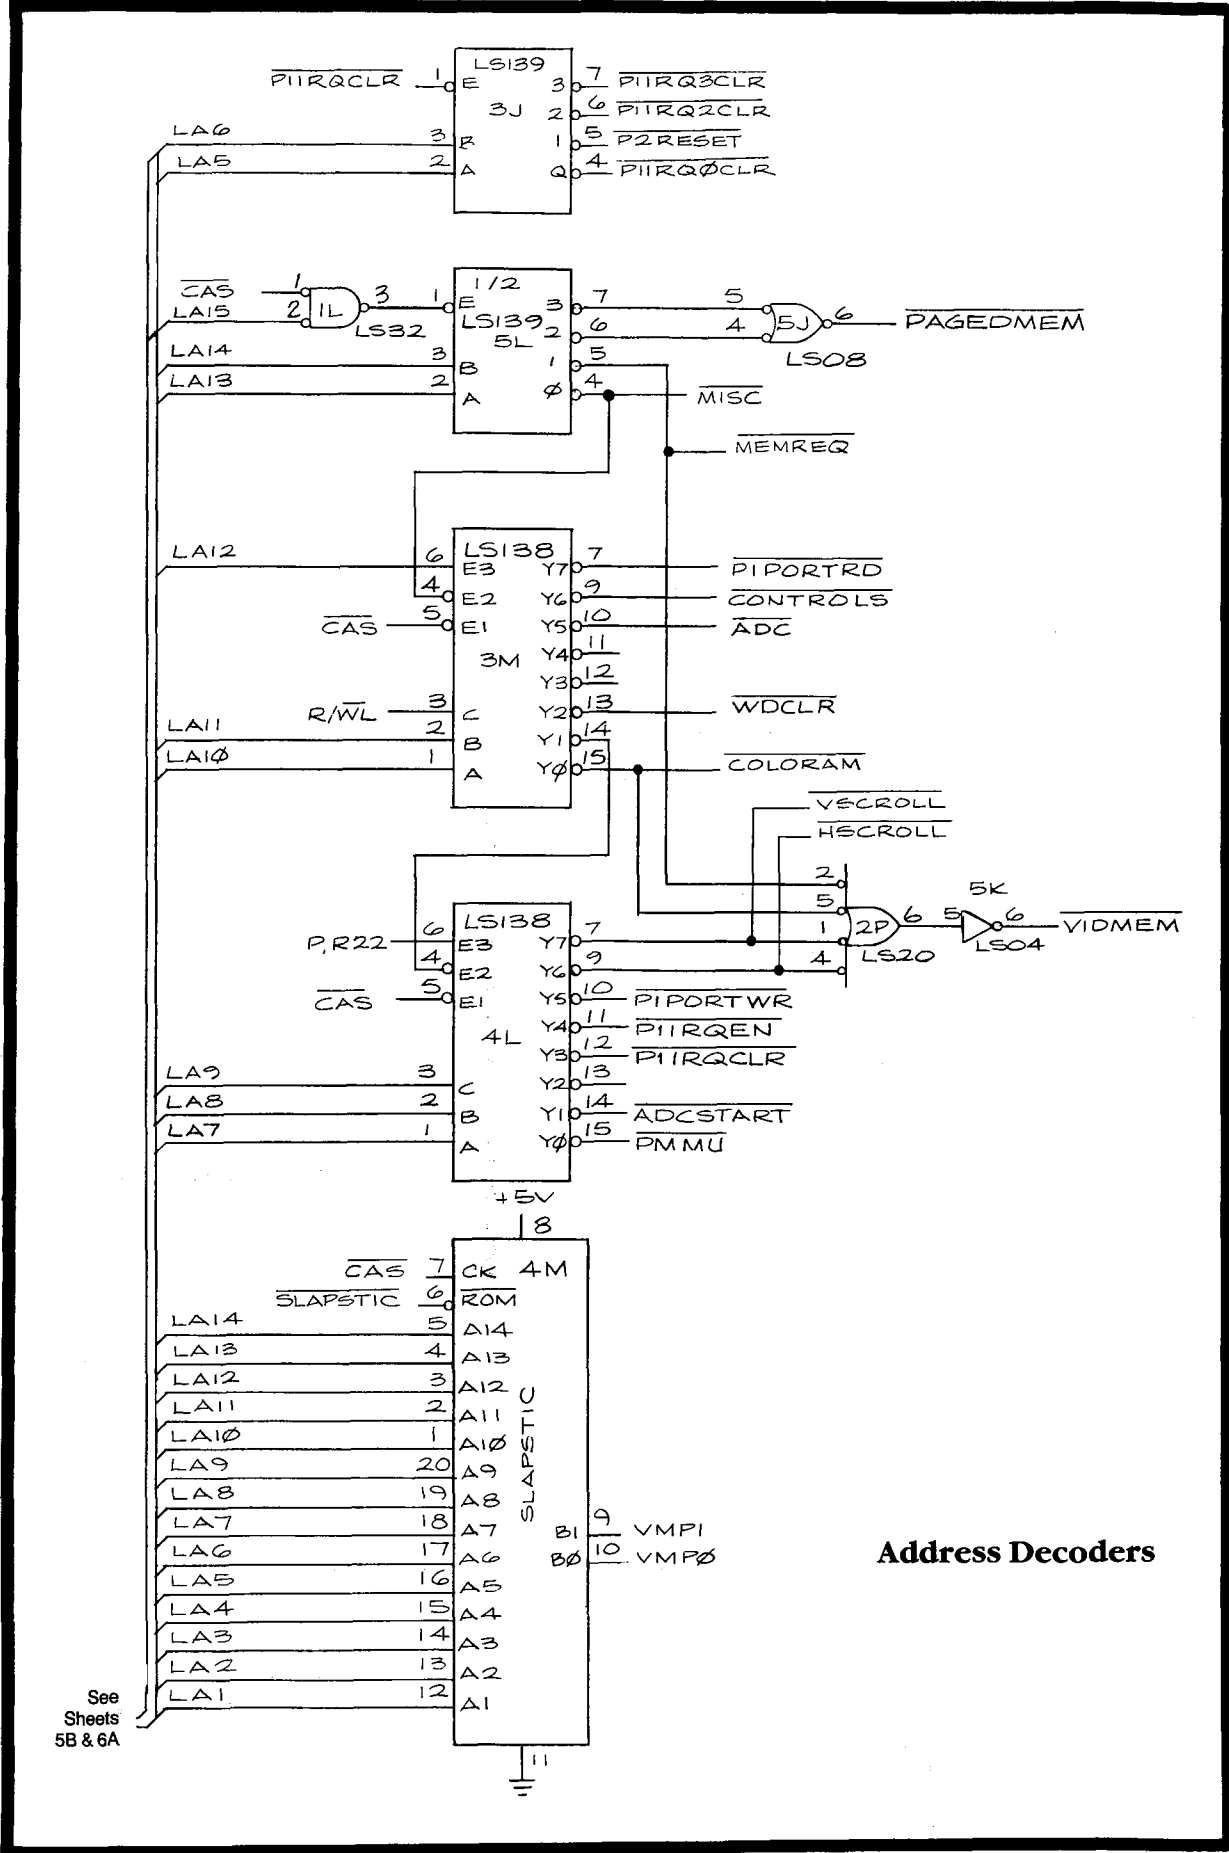 LS139
P1IRQCLR 1 E 3 7 P1IRQ3CLR
3J 2 6 P1IRQ2CLR
LA6 3 B 1 5 P2RESET
LA5 2 A 0 4 P1IRQØCLR
1/2
CAS 1 1L 3 1 E 3 7 5 5J 6 PAGEDMEM
LA15 2 LS32 LS139 2 6 4 LS08
5L
LA14 3 B 1 5
LA13 2 A Ø 4 MISC
MEMREQ
LS138
LA12 6 E3 Y7 7 P1PORTRD
4 E2 Y6 9 CONTROLS
CAS 5 E1 Y5 10 ADC
3M Y4 11
Y3 12
R/WL 3 C Y2 13 WDCLR
LA11 2 B Y1 14
LA10 1 A YØ 15 COLORAM
VSCROLL
HSCROLL
2
5 5K
LS138
P,R22 6 E3 Y7 7 1 2P 6 5 6 VIDMEM
4 E2 Y6 9 4 LS20 LS04
CAS 5 E1 Y5 10 P1PORTWR
4L Y4 11 P1IRQEN
Y3 12 P1IRQCLR
LA9 3 C Y2 13
LA8 2 B Y1 14 ADCSTART
LA7 1 A YØ 15 PMMU
+5V
8
CAS 7 CK 4M
SLAPSTIC 6 ROM
LA14 5 A14
LA13 4 A13
LA12 3 A12
LA11 2 A11
LA1Ø 1 A1Ø
LA9 20 A9
LA8 19 A8
LA7 18 A7
LA6 17 A6
LA5 16 A5
LA4 15 A4
LA3 14 A3
LA2 13 A2
LA1 12 A1
SLAPSTIC
B1 9 VMP1
BØ 10 VMPØ
11
Address Decoders
See
Sheets
5B & 6A